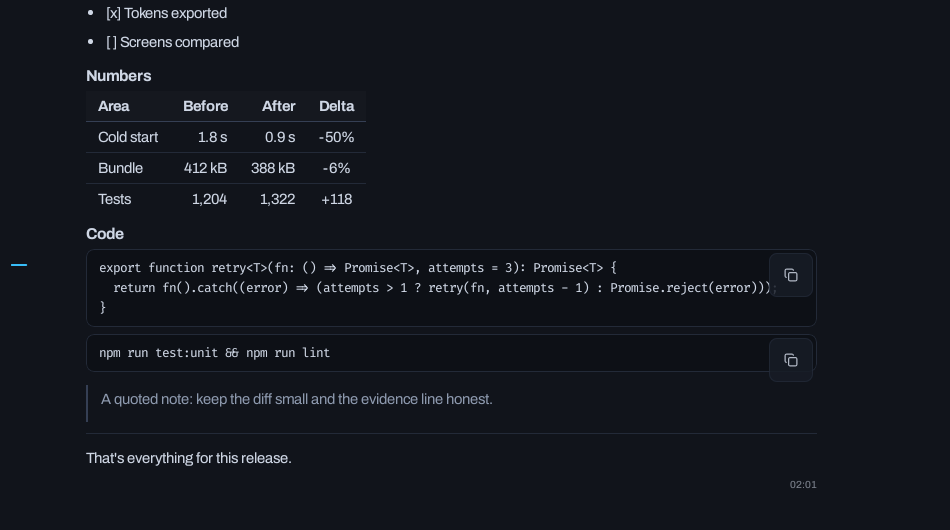 • [x] Tokens exported
• [ ] Screens compared
Numbers
Area Before After Delta
Cold start 1.8 s 0.9 s -50%
Bundle 412 kB 388 kB -6%
Tests 1,204 1,322 +118
Code
export function retry<T>(fn: () => Promise<T>, attempts = 3): Promise<T> {
  return fn().catch((error) => (attempts > 1 ? retry(fn, attempts - 1) : Promise.reject(error)));
}
npm run test:unit && npm run lint
A quoted note: keep the diff small and the evidence line honest.
That's everything for this release.
02:01